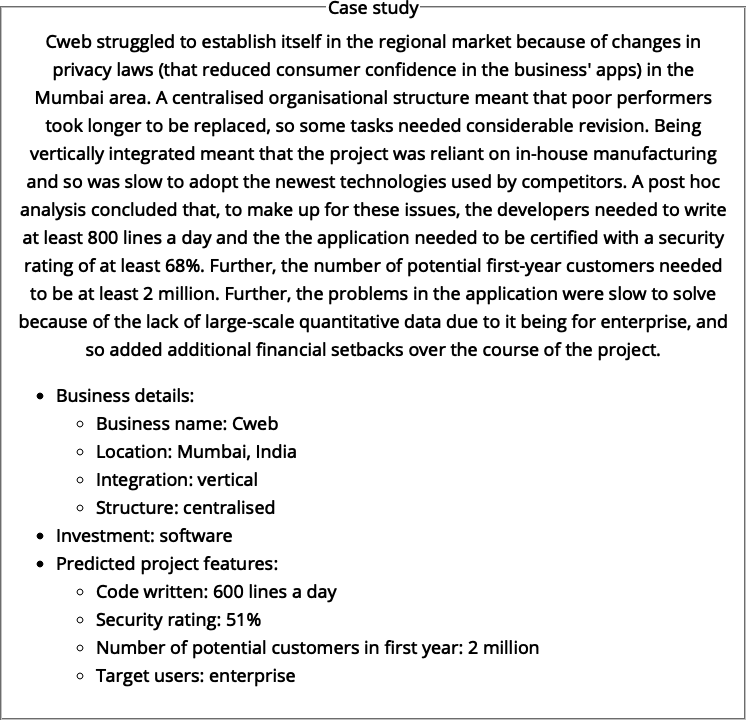 Case study
Cweb struggled to establish itself in the regional market because of changes in
privacy laws (that reduced consumer confidence in the business' apps) in the
Mumbai area. A centralised organisational structure meant that poor performers
took longer to be replaced, so some tasks needed considerable revision. Being
vertically integrated meant that the project was reliant on in-house manufacturing
and so was slow to adopt the newest technologies used by competitors. A post hoc
analysis concluded that, to make up for these issues, the developers needed to write
at least 800 lines a day and the the application needed to be certified with a security
rating of at least 68%. Further, the number of potential first-year customers needed
to be at least 2 million. Further, the problems in the application were slow to solve
because of the lack of large-scale quantitative data due to it being for enterprise, and
so added additional financial setbacks over the course of the project.
• Business details:
◦ Business name: Cweb
◦ Location: Mumbai, India
◦ Integration: vertical
◦ Structure: centralised
• Investment: software
• Predicted project features:
◦ Code written: 600 lines a day
◦ Security rating: 51%
◦ Number of potential customers in first year: 2 million
◦ Target users: enterprise